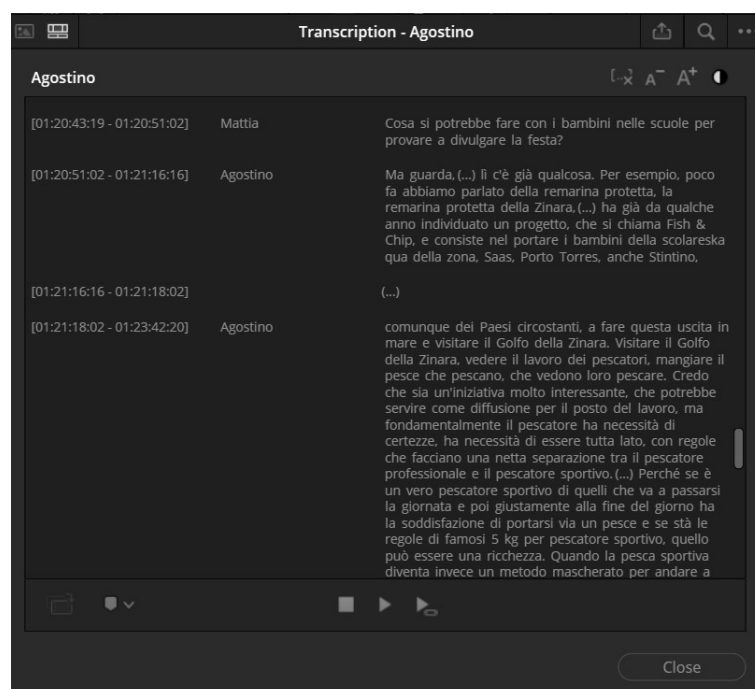 Transcription - Agostino
Agostino
A⁻ A⁺
[01:20:43:19 - 01:20:51:02] Mattia Cosa si potrebbe fare con i bambini nelle scuole per
provare a divulgare la festa?
[01:20:51:02 - 01:21:16:16] Agostino Ma guarda,(...) lì c'è già qualcosa. Per esempio, poco
fa abbiamo parlato della remarina protetta, la
remarina protetta della Zinara,(...) ha già da qualche
anno individuato un progetto, che si chiama Fish &
Chip, e consiste nel portare i bambini della scolareska
qua della zona, Saas, Porto Torres, anche Stintino,
[01:21:16:16 - 01:21:18:02] (...)
[01:21:18:02 - 01:23:42:20] Agostino comunque dei Paesi circostanti, a fare questa uscita in
mare e visitare il Golfo della Zinara. Visitare il Golfo
della Zinara, vedere il lavoro dei pescatori, mangiare il
pesce che pescano, che vedono loro pescare. Credo
che sia un'iniziativa molto interessante, che potrebbe
servire come diffusione per il posto del lavoro, ma
fondamentalmente il pescatore ha necessità di
certezze, ha necessità di essere tutta lato, con regole
che facciano una netta separazione tra il pescatore
professionale e il pescatore sportivo.(...) Perché se è
un vero pescatore sportivo di quelli che va a passarsi
la giornata e poi giustamente alla fine del giorno ha
la soddisfazione di portarsi via un pesce e se stà le
regole di famosi 5 kg per pescatore sportivo, quello
può essere una ricchezza. Quando la pesca sportiva
diventa invece un metodo mascherato per andare a
Close